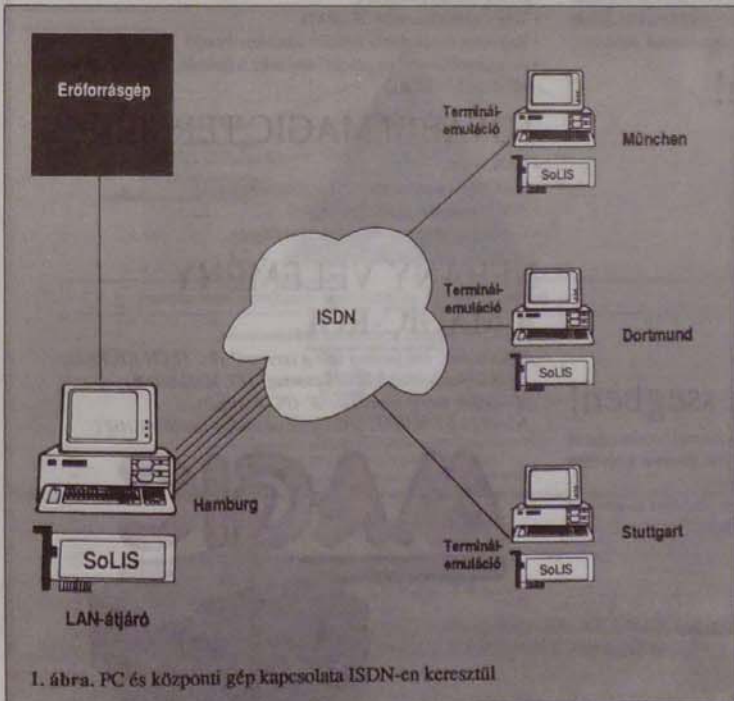 Erőforrásgép
Terminál-
emuláció
München
SoLIS
ISDN
Terminál-
emuláció
Dortmund
SoLIS
Hamburg
SoLIS
LAN-átjáró
Terminál-
emuláció
Stuttgart
SoLIS
1. ábra. PC és központi gép kapcsolata ISDN-en keresztül